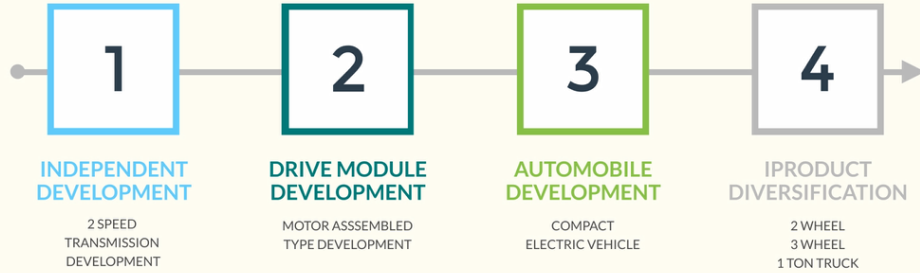 1
2
3
4
INDEPENDENT
DEVELOPMENT
2 SPEED
TRANSMISSION
DEVELOPMENT
DRIVE MODULE
DEVELOPMENT
MOTOR ASSSEMBLED
TYPE DEVELOPMENT
AUTOMOBILE
DEVELOPMENT
COMPACT
ELECTRIC VEHICLE
IPRODUCT
DIVERSIFICATION
2 WHEEL
3 WHEEL
1 TON TRUCK